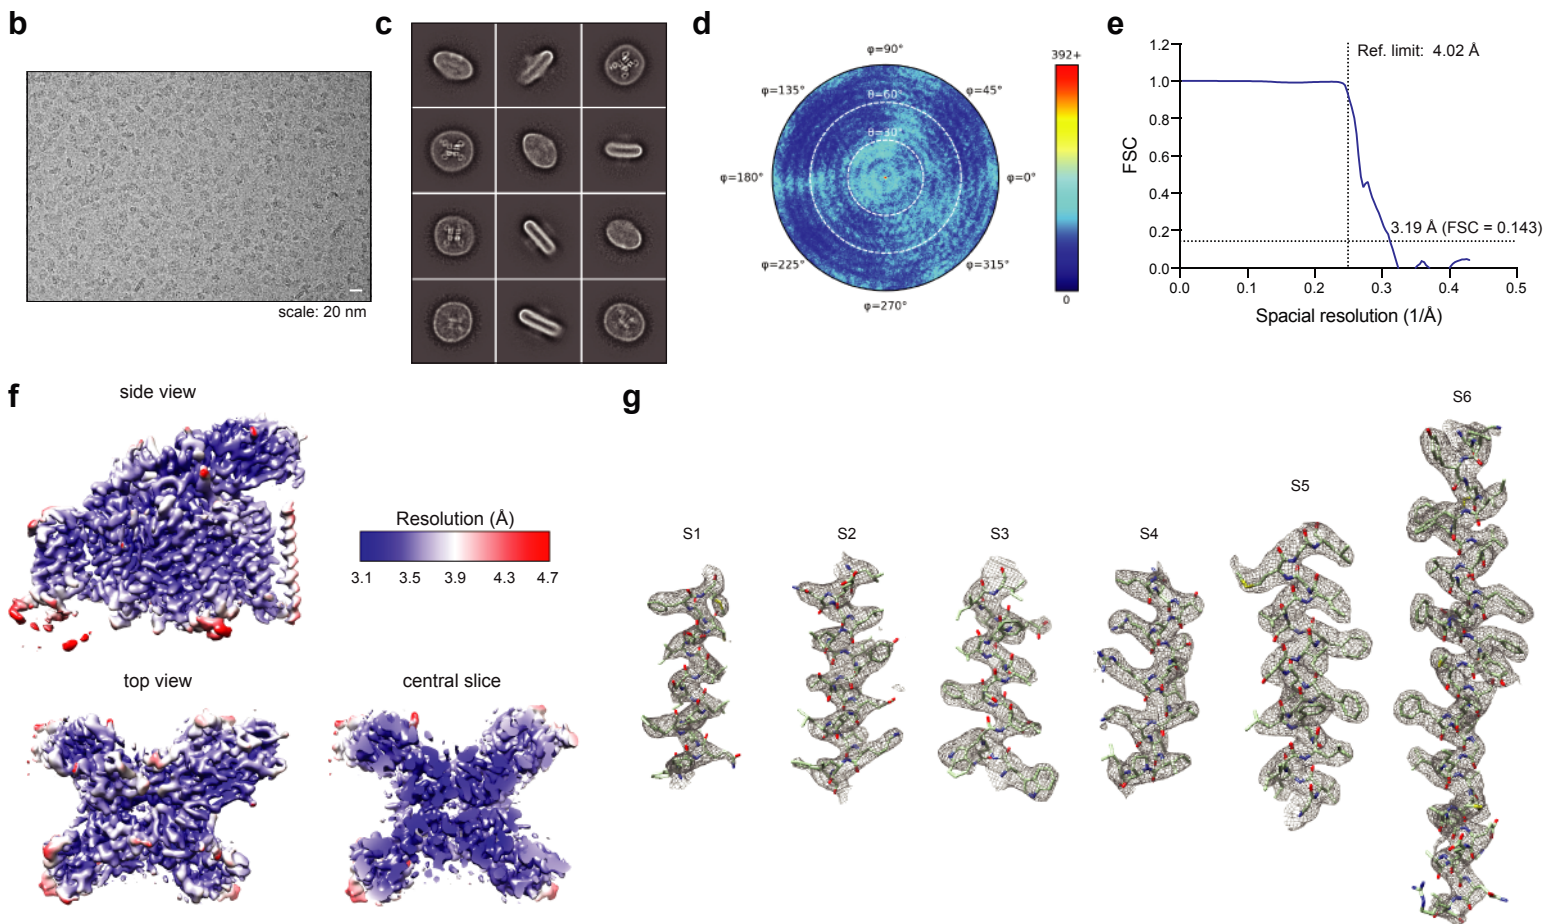 b
scale: 20 nm
c
d
φ=90°
φ=135°
φ=45°
θ=60°
θ=30°
φ=180°
φ=0°
φ=225°
φ=315°
φ=270°
392+
0
e
1.2
1.0
0.8
0.6
0.4
0.2
0.0
FSC
Ref. limit: 4.02 Å
3.19 Å (FSC = 0.143)
0.0 0.1 0.2 0.3 0.4 0.5
Spacial resolution (1/Å)
f
side view
Resolution (Å)
3.1 3.5 3.9 4.3 4.7
top view
central slice
g
S1
S2
S3
S4
S5
S6